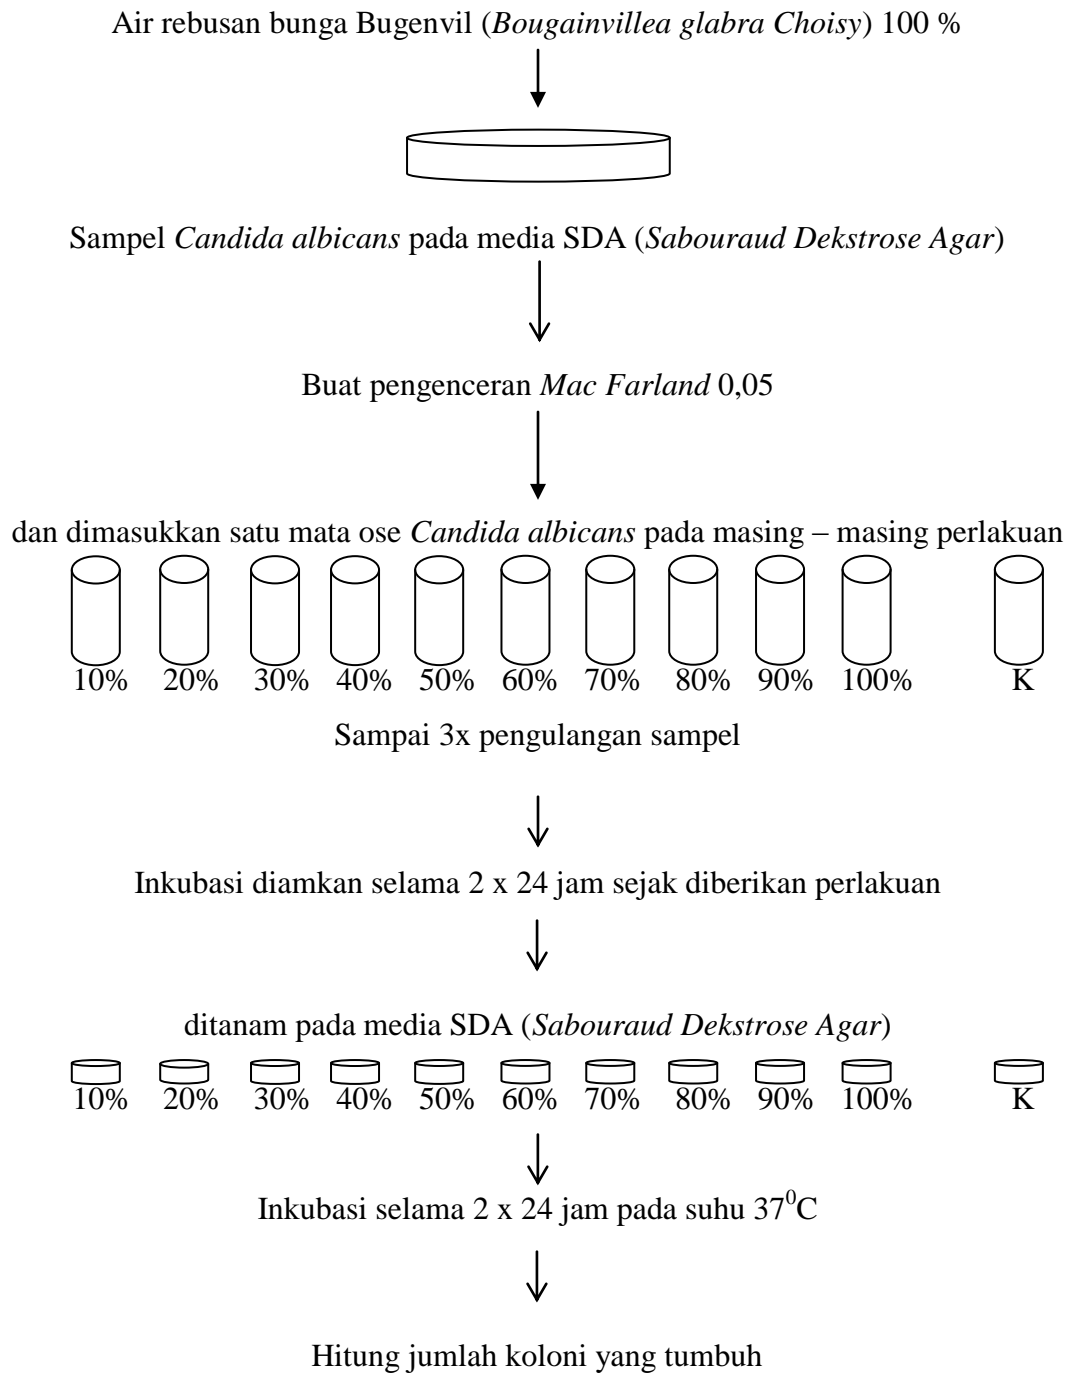 Air rebusan bunga Bugenvil (Bougainvillea glabra Choisy) 100 %
Sampel Candida albicans pada media SDA (Sabouraud Dekstrose Agar)
Buat pengenceran Mac Farland 0,05
dan dimasukkan satu mata ose Candida albicans pada masing – masing perlakuan
10% 20% 30% 40% 50% 60% 70% 80% 90% 100% K
Sampai 3x pengulangan sampel
Inkubasi diamkan selama 2 x 24 jam sejak diberikan perlakuan
ditanam pada media SDA (Sabouraud Dekstrose Agar)
10% 20% 30% 40% 50% 60% 70% 80% 90% 100% K
Inkubasi selama 2 x 24 jam pada suhu 37⁰C
Hitung jumlah koloni yang tumbuh